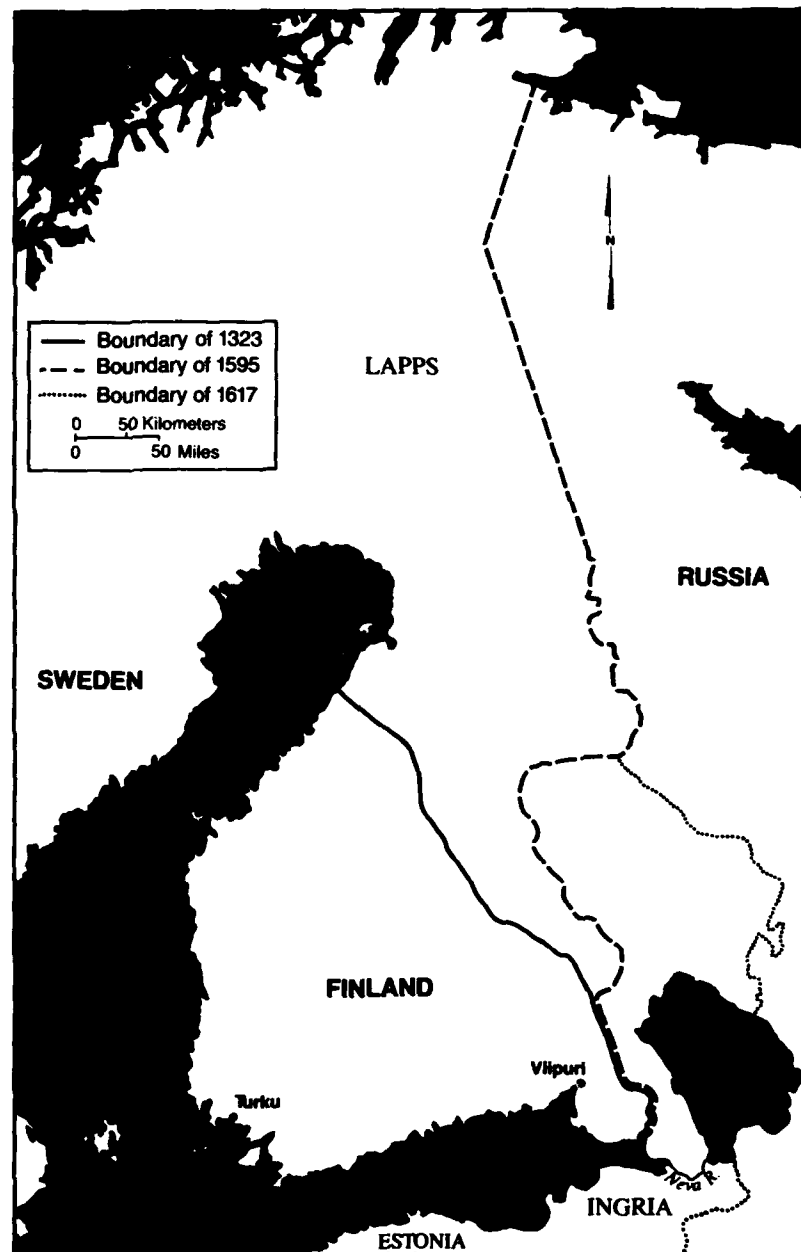 N
Boundary of 1323
Boundary of 1595
Boundary of 1617
0 50 Kilometers
0 50 Miles
LAPPS
RUSSIA
SWEDEN
FINLAND
Viipuri
Turku
Neva R.
INGRIA
ESTONIA